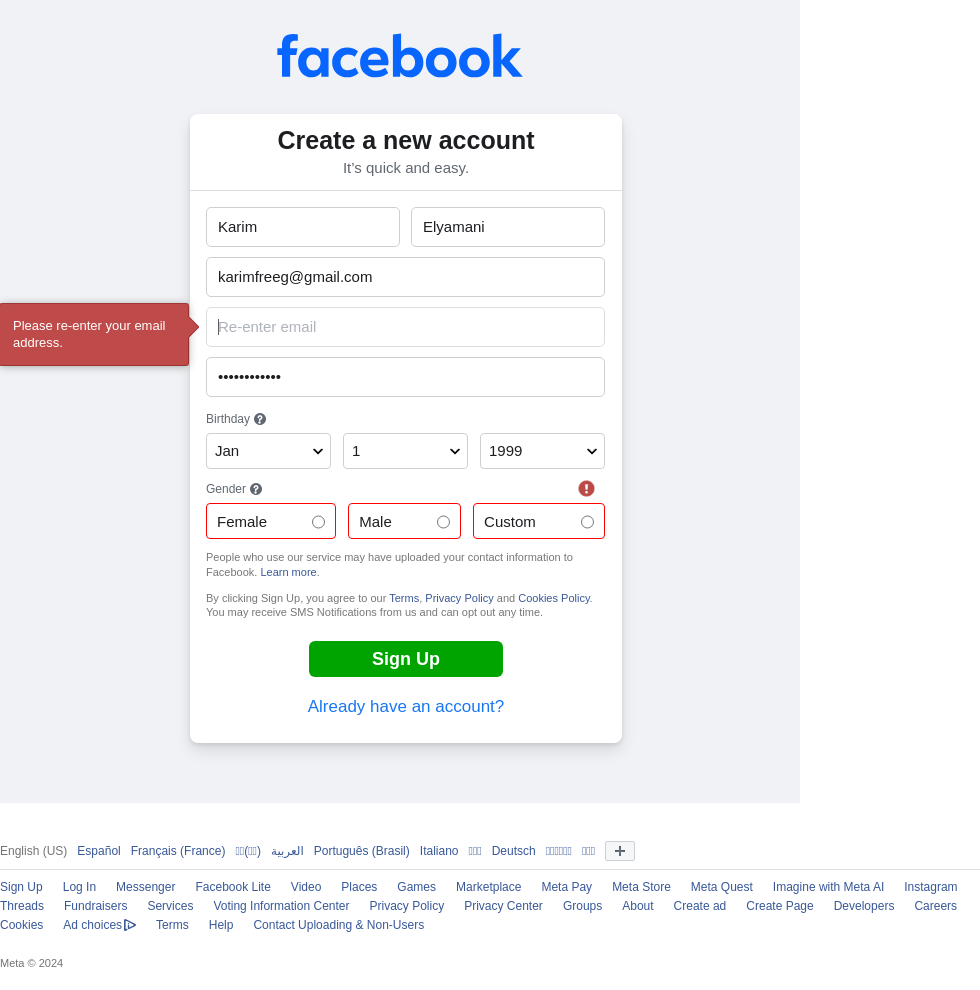 facebook
Create a new account
It’s quick and easy.
Karim Elyamani
karimfreeg@gmail.com
Please re-enter your email
address.
Re-enter email
••••••••••••
Birthday
Jan 1 1999
Gender
Female Male Custom
People who use our service may have uploaded your contact information to
Facebook. Learn more.
By clicking Sign Up, you agree to our Terms, Privacy Policy and Cookies Policy.
You may receive SMS Notifications from us and can opt out any time.
Sign Up
Already have an account?
English (US) Español Français (France) العربية Português (Brasil) Italiano Deutsch
Sign Up Log In Messenger Facebook Lite Video Places Games Marketplace Meta Pay Meta Store Meta Quest Imagine with Meta AI Instagram
Threads Fundraisers Services Voting Information Center Privacy Policy Privacy Center Groups About Create ad Create Page Developers Careers
Cookies Ad choices Terms Help Contact Uploading & Non-Users
Meta © 2024